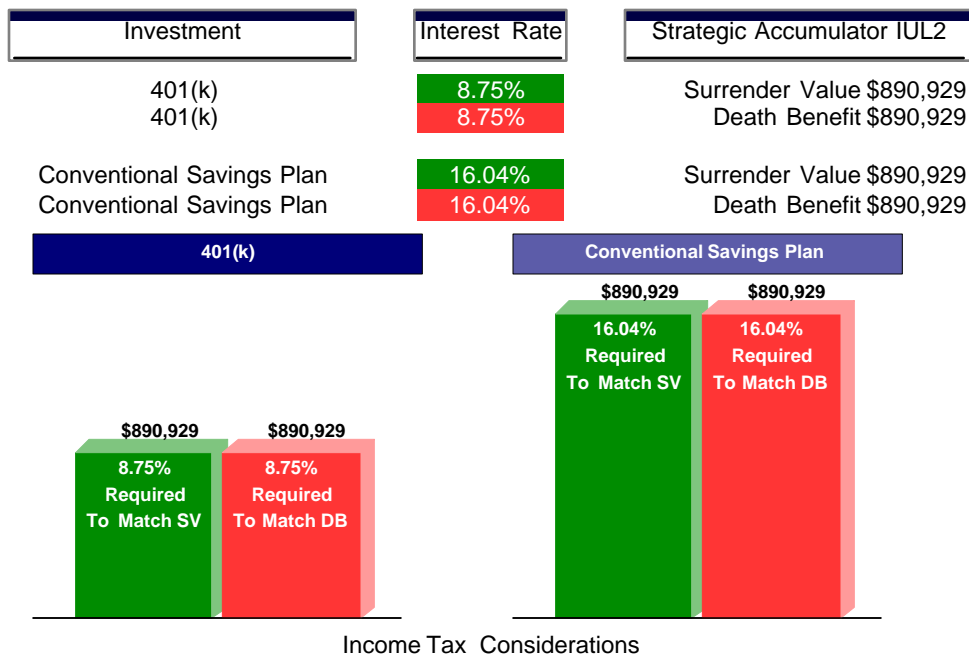 Investment Interest Rate Strategic Accumulator IUL2
401(k) 8.75% Surrender Value $890,929
401(k) 8.75% Death Benefit $890,929
Conventional Savings Plan 16.04% Surrender Value $890,929
Conventional Savings Plan 16.04% Death Benefit $890,929
401(k) Conventional Savings Plan
$890,929 $890,929
16.04% 16.04%
Required Required
To Match SV To Match DB
$890,929 $890,929
8.75% 8.75%
Required Required
To Match SV To Match DB
Income Tax Considerations